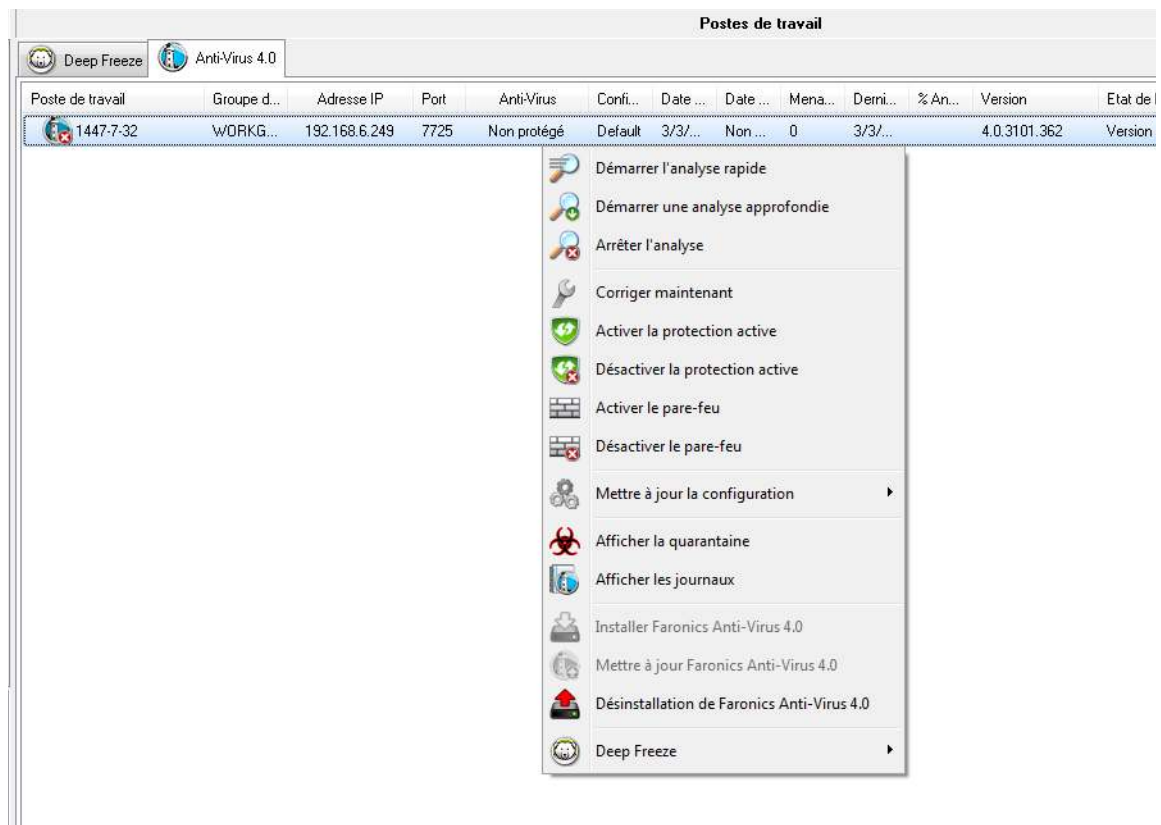 Postes de travail
Deep Freeze Anti-Virus 4.0
Poste de travail Groupe d... Adresse IP Port Anti-Virus Confi... Date ... Date ... Mena... Derni... % An... Version Etat de
1447-7-32 WORKG... 192.168.6.249 7725 Non protégé Default 3/3/... Non ... 0 3/3/... 4.0.3101.362 Version
Démarrer l'analyse rapide
Démarrer une analyse approfondie
Arrêter l'analyse
Corriger maintenant
Activer la protection active
Désactiver la protection active
Activer le pare-feu
Désactiver le pare-feu
Mettre à jour la configuration
Afficher la quarantaine
Afficher les journaux
Installer Faronics Anti-Virus 4.0
Mettre à jour Faronics Anti-Virus 4.0
Désinstallation de Faronics Anti-Virus 4.0
Deep Freeze